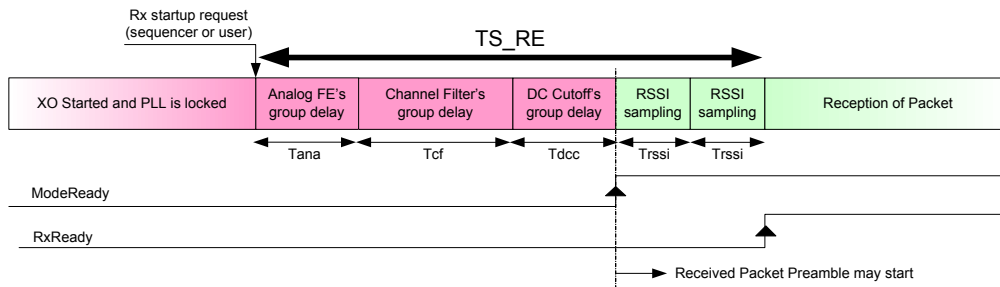 Rx startup request
(sequencer or user)
TS_RE
XO Started and PLL is locked
Analog FE's
group delay
Channel Filter's
group delay
DC Cutoff's
group delay
RSSI
sampling
RSSI
sampling
Reception of Packet
Tana
Tcf
Tdcc
Trssi
Trssi
ModeReady
RxReady
Received Packet Preamble may start